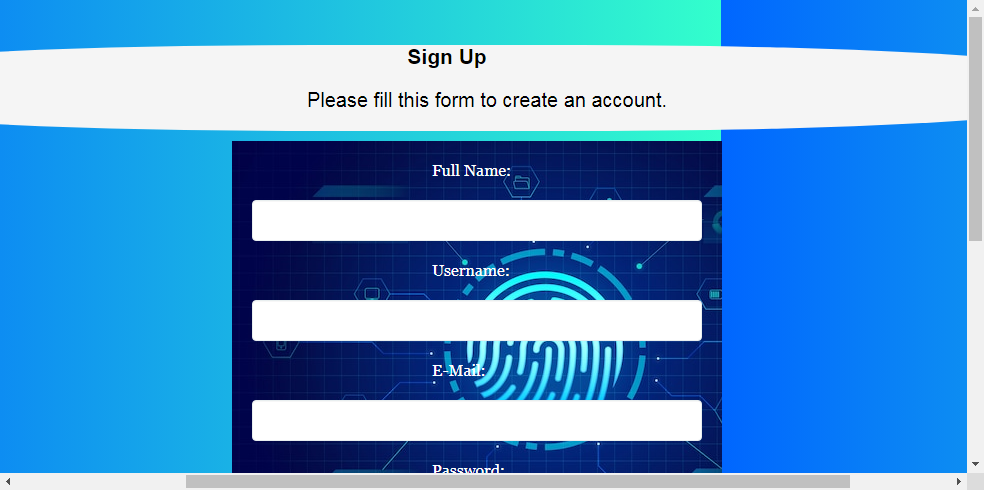 Sign Up
Please fill this form to create an account.
Full Name:
Username:
E-Mail:
Password: